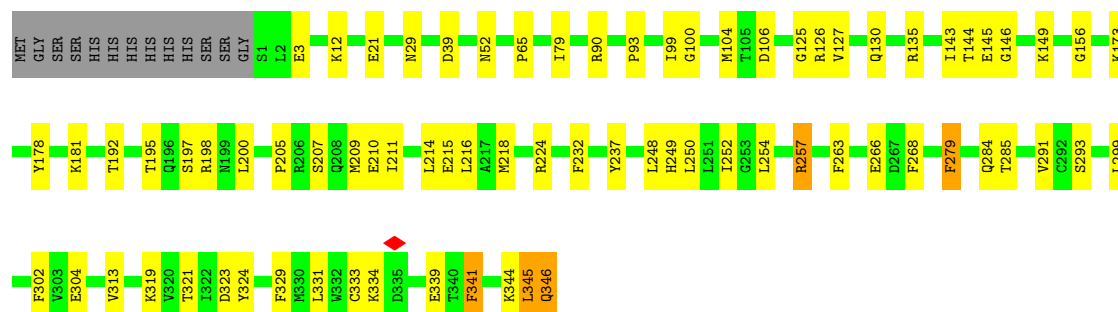 MET GLY SER SER HIS HIS HIS HIS HIS HIS SER SER GLY S1 L2 E3 K12 E21 N29 D39 N52 P65 I79 R90 P93 I99 G100 M104 T105 D106 G125 R126 V127 Q130 R135 I143 T144 E145 G146 K149 G156 K173
Y178 K181 T192 T195 Q196 S197 R198 N199 L200 P205 R206 S207 Q208 M209 E210 I211 L214 E215 L216 A217 M218 R224 F232 Y237 L248 H249 L251 I252 G253 L254 R257 F263 E266 D267 F268 F279 Q284 T285 V291 C292 S293 L299
F302 V303 E304 V313 K319 V320 T321 I322 D323 Y324 F329 M330 L331 W332 C333 K334 D335 E339 T340 F341 K344 L345 Q346